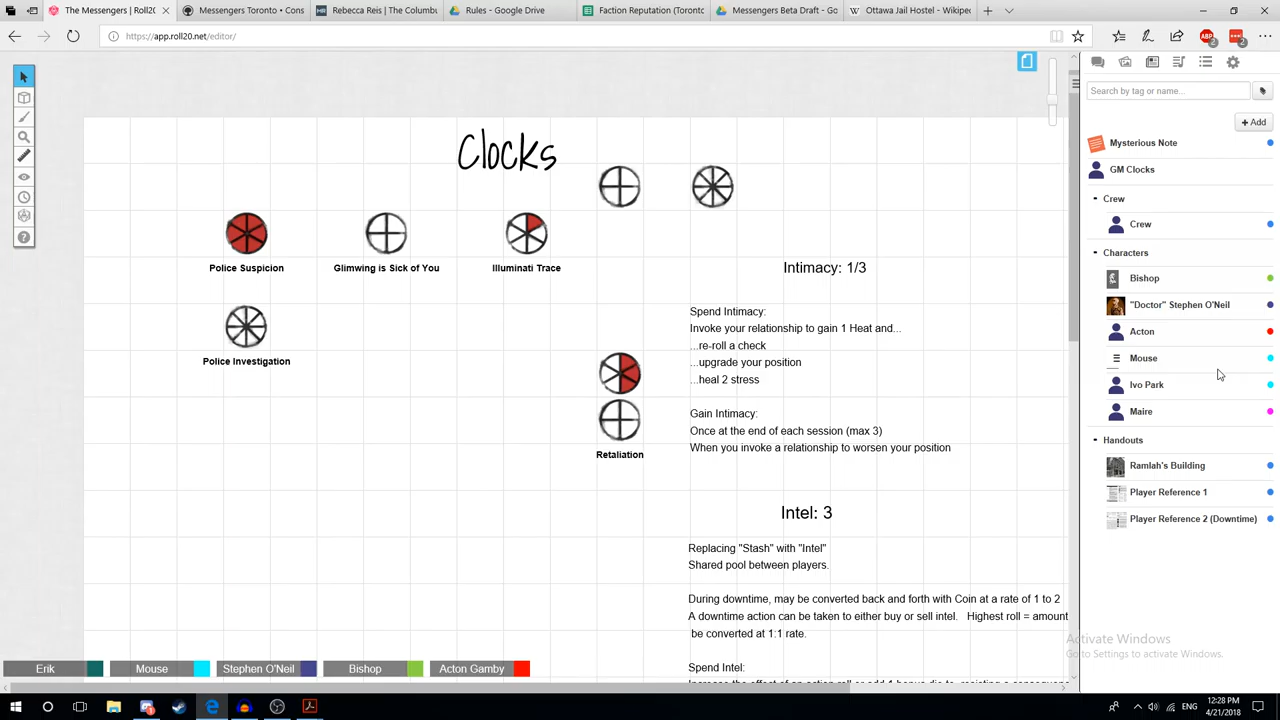 The Messengers | Roll20
Messengers Toronto • Cons
Rebecca Reis | The Columbu
Rules - Google Drive
Faction Reputation (Toronto
Messengers Beta Draft - Go
Ottawa Jail Hostel - Wikipe
https://app.roll20.net/editor/
ABP
2
2
Search by tag or name...
+ Add
Clocks
Mysterious Note
GM Clocks
Crew
Crew
Police Suspicion
Glimwing is Sick of You
Illuminati Trace
Intimacy: 1/3
Characters
Bishop
"Doctor" Stephen O'Neil
Acton
Mouse
Ivo Park
Maire
Police Investigation
Spend Intimacy:
Invoke your relationship to gain 1 Heat and...
...re-roll a check
...upgrade your position
...heal 2 stress
Gain Intimacy:
Once at the end of each session (max 3)
When you invoke a relationship to worsen your position
Retaliation
Handouts
Ramlah's Building
Player Reference 1
Player Reference 2 (Downtime)
Intel: 3
Replacing "Stash" with "Intel"
Shared pool between players.
During downtime, may be converted back and forth with Coin at a rate of 1 to 2
A downtime action can be taken to either buy or sell intel. Highest roll = amount
be converted at 1:1 rate.
Spend Intel:
Activate Windows
Go to Settings to activate Windows.
Erik
Mouse
Stephen O'Neil
Bishop
Acton Gamby
ENG
12:28 PM
4/21/2018